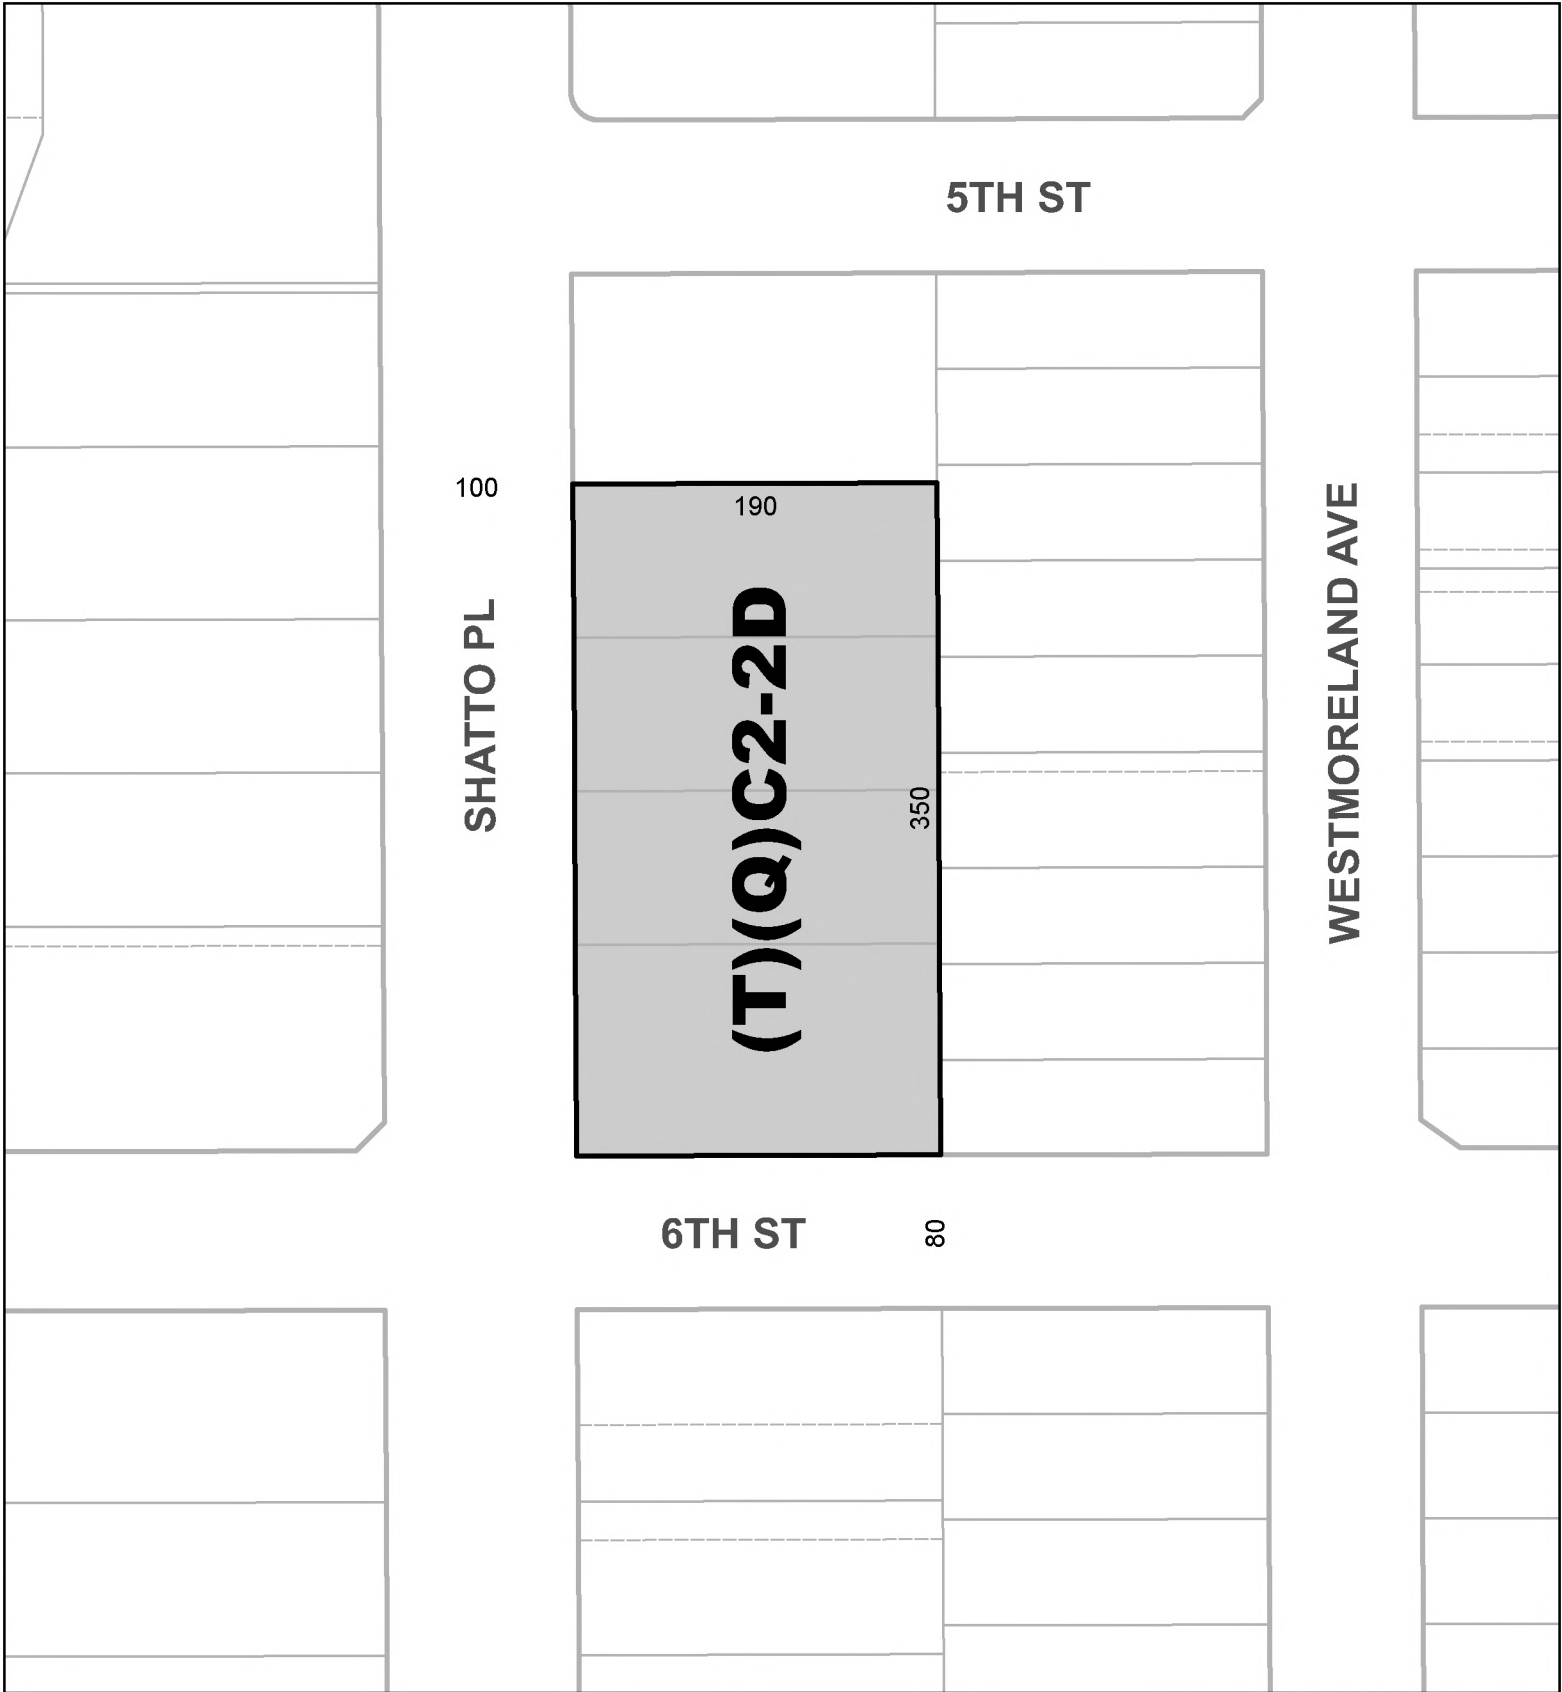 5TH ST
100
190
SHATTO PL
(T)(Q)C2-2D
350
WESTMORELAND AVE
6TH ST
80